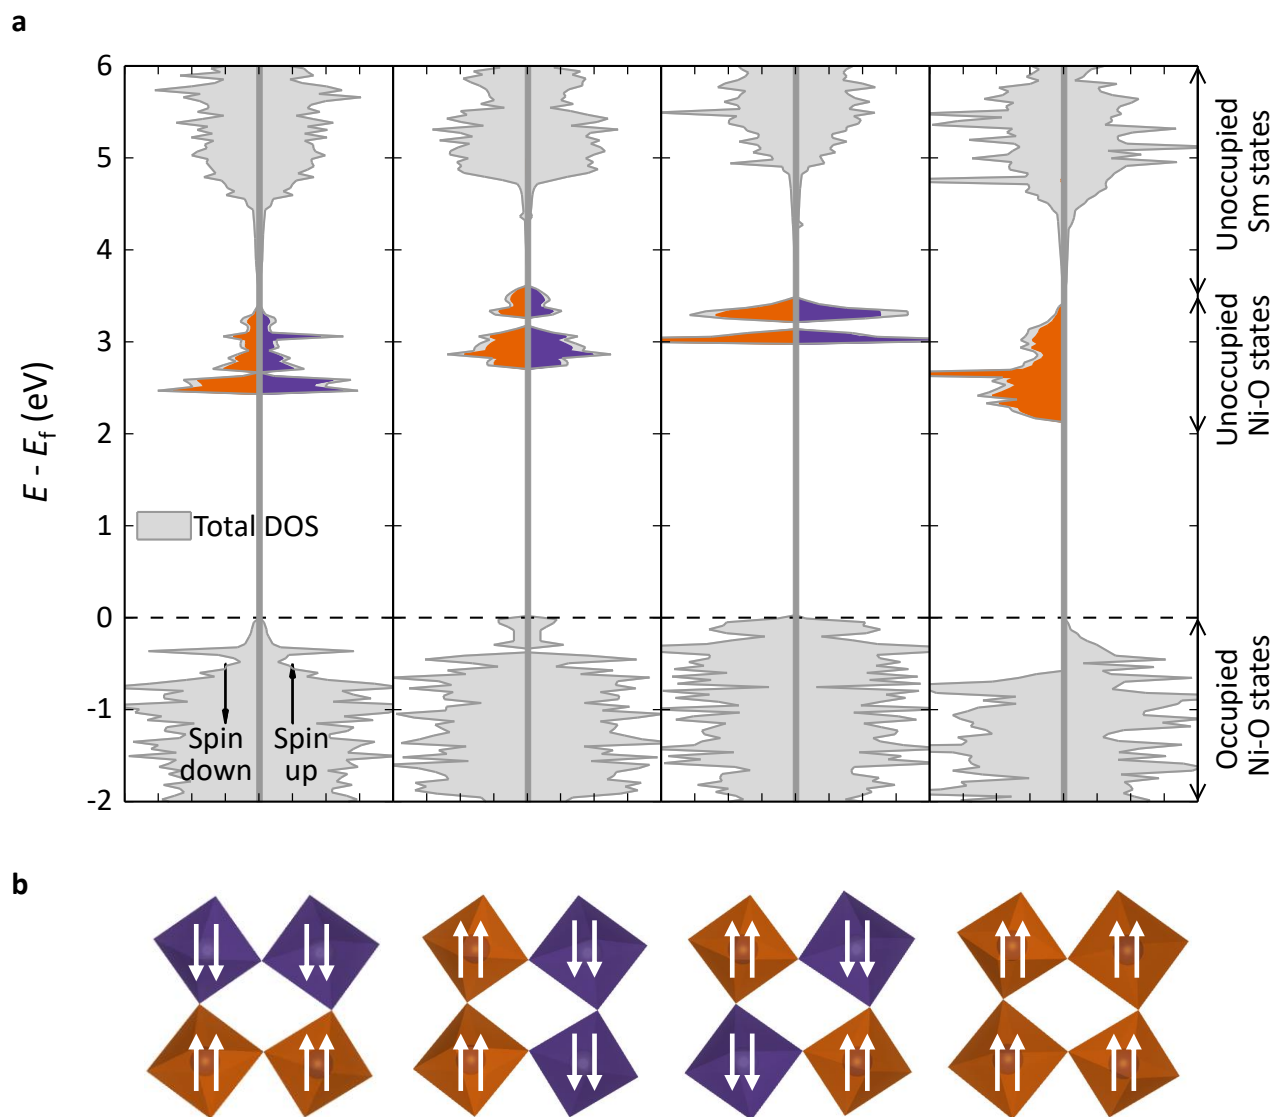 a
6
5
4
3
2
1
0
-1
-2
E - Ef (eV)
Total DOS
Spin down
Spin up
Unoccupied
Sm states
Unoccupied
Ni-O states
Occupied
Ni-O states
b